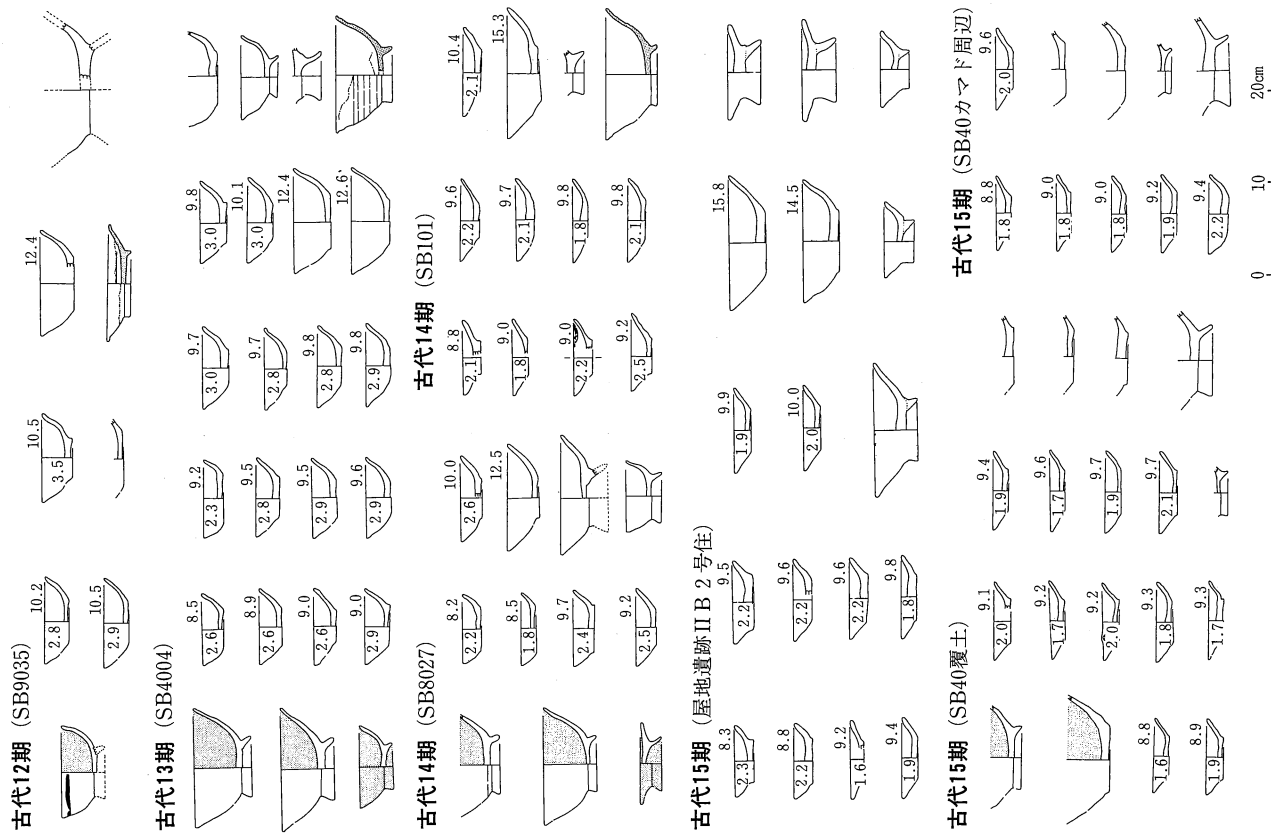 古代12期 (SB9035)
10.2 10.5 12.4
2.8 3.5
10.5
2.9
古代13期 (SB4004)
8.5 9.2 9.7 9.8
2.6 2.3 3.0 3.0
8.9 9.5 9.7 10.1
2.6 2.8 2.8 3.0
9.0 9.5 9.8 12.4
2.6 2.9 2.8
9.0 9.6 9.8 12.6
2.9 2.9 2.9
古代14期 (SB8027)
8.2 10.0
2.2 2.6
8.5 12.5
1.8
9.7
2.4
9.2
2.5
古代14期 (SB101)
8.8 9.6 10.4
2.1 2.2 2.1
9.0 9.7 15.3
1.8 2.1
9.0 9.8
2.2 1.8
9.2 9.8
2.5 2.1
古代15期 (屋地遺跡ⅡB2号住)
8.3 9.5 9.9 15.8
2.3 2.2 1.9
8.8 9.6 10.0 14.5
2.2 2.2 2.0
9.2 9.6
1.6 2.2
9.4 9.8
1.9 1.8
古代15期 (SB40覆土)
9.1 9.4
2.0 1.9
9.2 9.6
1.7 1.7
9.2 9.7
2.0 1.9
8.8 9.3 9.7
1.6 1.8 2.1
8.9 9.3
1.9 1.7
古代15期 (SB40カマド周辺)
8.8 9.6
1.8 2.0
9.0
1.8
9.0
1.8
9.2
1.9
9.4
2.2
0 10 20cm